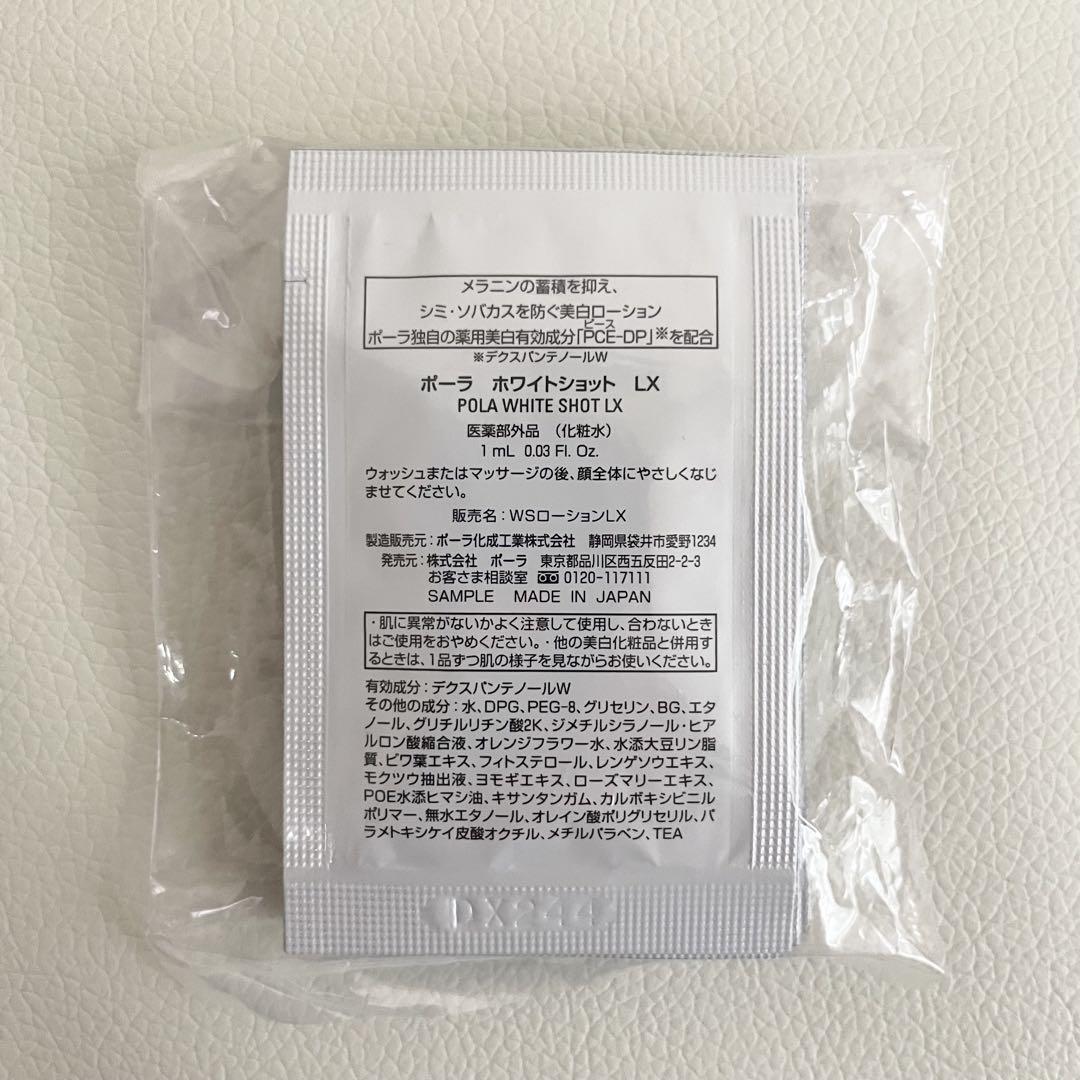 メラニンの蓄積を抑え、
シミ・ソバカスを防ぐ美白ローション
ピース
ポーラ独自の薬用美白有効成分「PCE-DP」※を配合
※デクスパンテノールW
ポーラ ホワイトショット LX
POLA WHITE SHOT LX
医薬部外品 (化粧水)
1 mL 0.03 Fl. Oz.
ウォッシュまたはマッサージの後、顔全体にやさしくなじ
ませてください。
販売名:WSローションLX
製造販売元:ポーラ化成工業株式会社 静岡県袋井市愛野1234
発売元:株式会社 ポーラ 東京都品川区西五反田2-2-3
お客さま相談室 0120-117111
SAMPLE MADE IN JAPAN
・肌に異常がないかよく注意して使用し、合わないとき
はご使用をおやめください。・他の美白化粧品と併用す
るときは、1品ずつ肌の様子を見ながらお使いください。
有効成分:デクスパンテノールW
その他の成分:水、DPG、PEG-8、グリセリン、BG、エタ
ノール、グリチルリチン酸2K、ジメチルシラノール・ヒア
ルロン酸縮合液、オレンジフラワー水、水添大豆リン脂
質、ビワ葉エキス、フィトステロール、レンゲソウエキス、
モクツウ抽出液、ヨモギエキス、ローズマリーエキス、
POE水添ヒマシ油、キサンタンガム、カルボキシビニル
ポリマー、無水エタノール、オレイン酸ポリグリセリル、パ
ラメトキシケイ皮酸オクチル、メチルパラベン、TEA
DX244